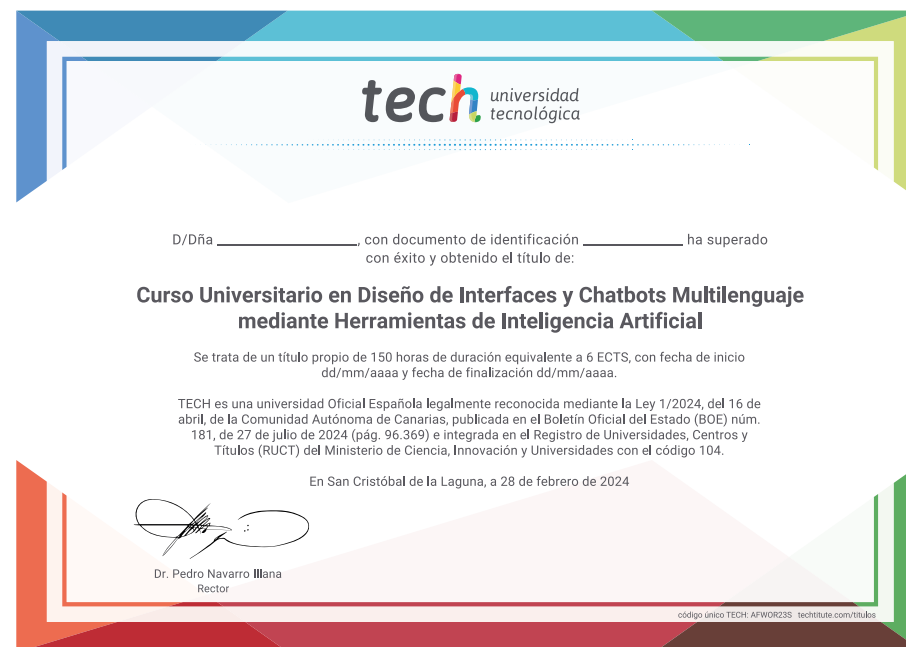 tech universidad
tecnológica
D/Dña ____________________, con documento de identificación ______________ ha superado
con éxito y obtenido el título de:
Curso Universitario en Diseño de Interfaces y Chatbots Multilenguaje
mediante Herramientas de Inteligencia Artificial
Se trata de un título propio de 150 horas de duración equivalente a 6 ECTS, con fecha de inicio
dd/mm/aaaa y fecha de finalización dd/mm/aaaa.
TECH es una universidad Oficial Española legalmente reconocida mediante la Ley 1/2024, del 16 de
abril, de la Comunidad Autónoma de Canarias, publicada en el Boletín Oficial del Estado (BOE) núm.
181, de 27 de julio de 2024 (pág. 96.369) e integrada en el Registro de Universidades, Centros y
Títulos (RUCT) del Ministerio de Ciencia, Innovación y Universidades con el código 104.
En San Cristóbal de la Laguna, a 28 de febrero de 2024
Dr. Pedro Navarro Illana
Rector
código único TECH: AFWOR23S techtitute.com/titulos